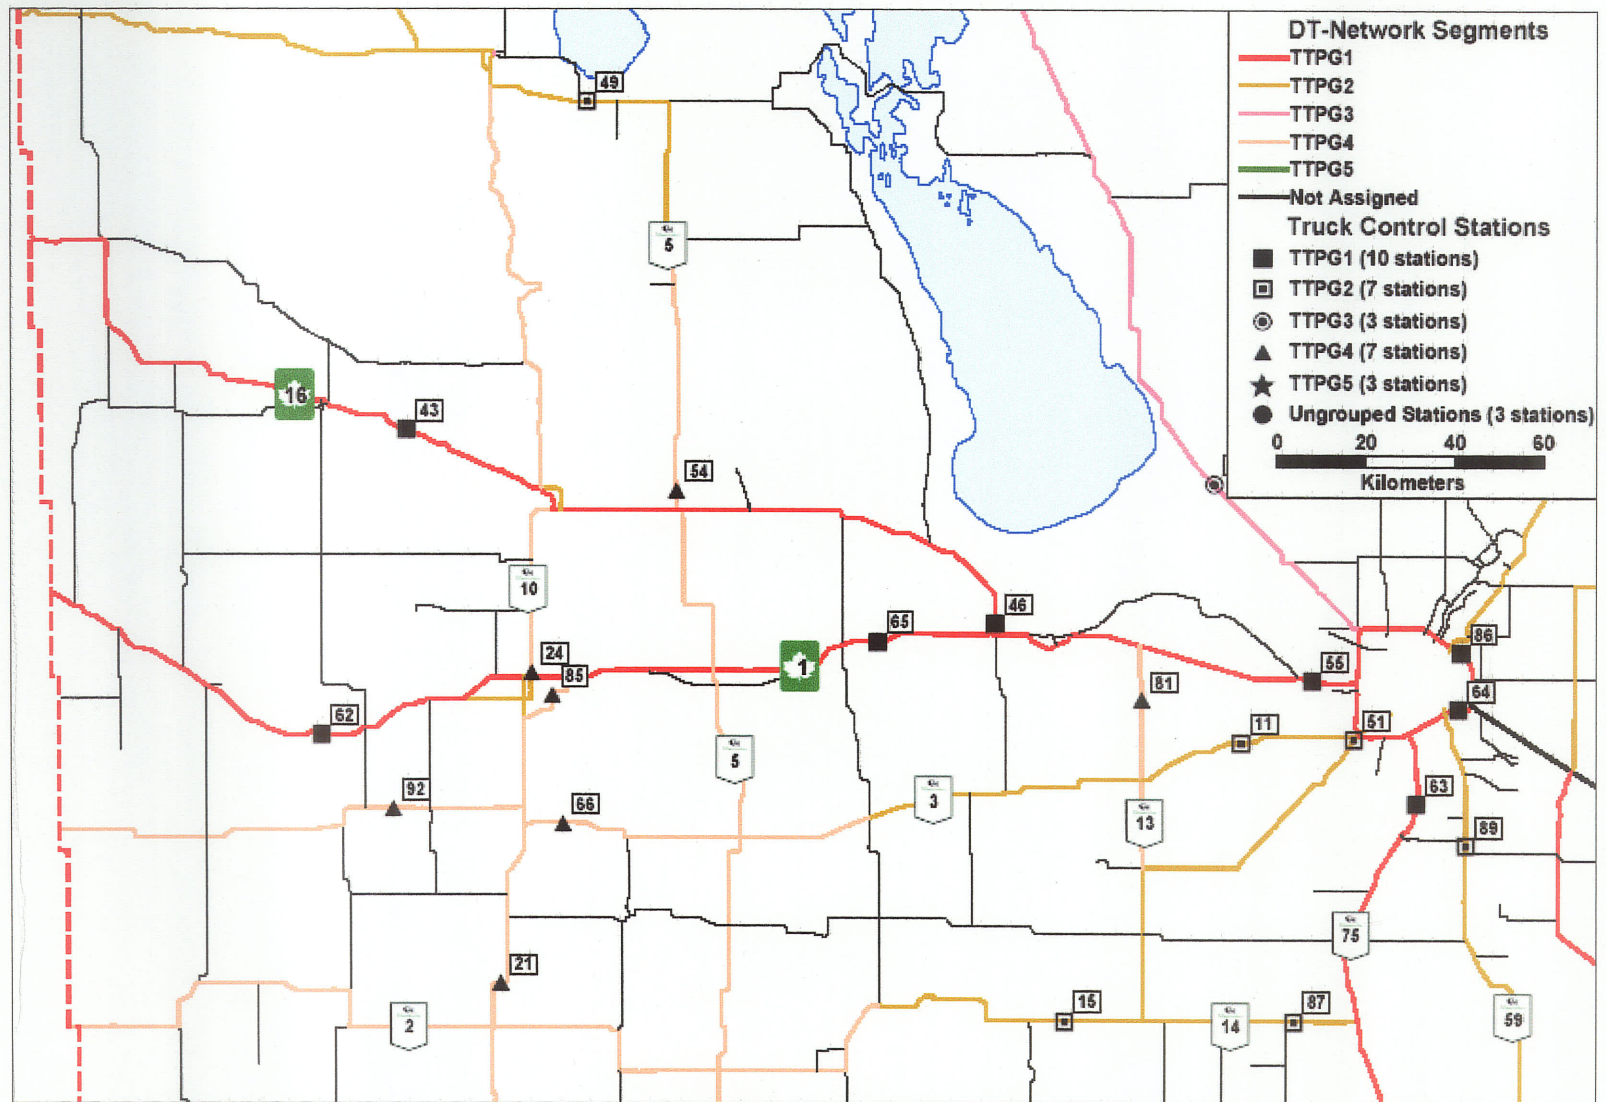 DT-Network Segments
TTPG1
TTPG2
TTPG3
TTPG4
TTPG5
Not Assigned
Truck Control Stations
TTPG1 (10 stations)
TTPG2 (7 stations)
TTPG3 (3 stations)
TTPG4 (7 stations)
TTPG5 (3 stations)
Ungrouped Stations (3 stations)
0 20 40 60
Kilometers
49
5
16
43
54
10
46
65
24
85
1
55
86
64
81
62
11
51
5
92
66
3
13
63
89
75
21
2
15
14
87
59